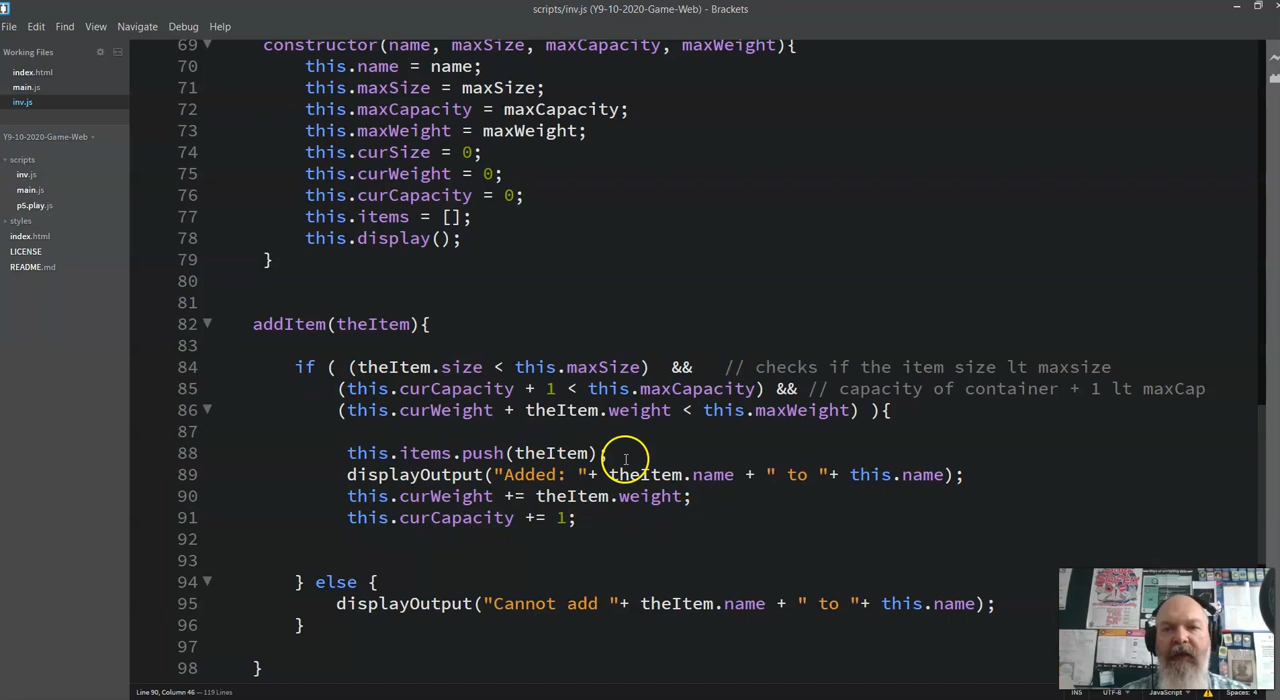 scripts/inv.js (Y9-10-2020-Game-Web) - Brackets
File Edit Find View Navigate Debug Help
Working Files
index.html
main.js
inv.js
Y9-10-2020-Game-Web
scripts
inv.js
main.js
p5.play.js
styles
index.html
LICENSE
README.md
69 constructor(name, maxSize, maxCapacity, maxWeight){
70 this.name = name;
71 this.maxSize = maxSize;
72 this.maxCapacity = maxCapacity;
73 this.maxWeight = maxWeight;
74 this.curSize = 0;
75 this.curWeight = 0;
76 this.curCapacity = 0;
77 this.items = [];
78 this.display();
79 }
80
81
82 addItem(theItem){
83
84 if ( (theItem.size < this.maxSize) && // checks if the item size lt maxsize
85 (this.curCapacity + 1 < this.maxCapacity) && // capacity of container + 1 lt maxCap
86 (this.curWeight + theItem.weight < this.maxWeight) ){
87
88 this.items.push(theItem);
89 displayOutput("Added: "+ theItem.name + " to "+ this.name);
90 this.curWeight += theItem.weight;
91 this.curCapacity += 1;
92
93
94 } else {
95 displayOutput("Cannot add "+ theItem.name + " to "+ this.name);
96 }
97
98 }
Line 90, Column 46 — 119 Lines
INS UTF-8 JavaScript Spaces: 4